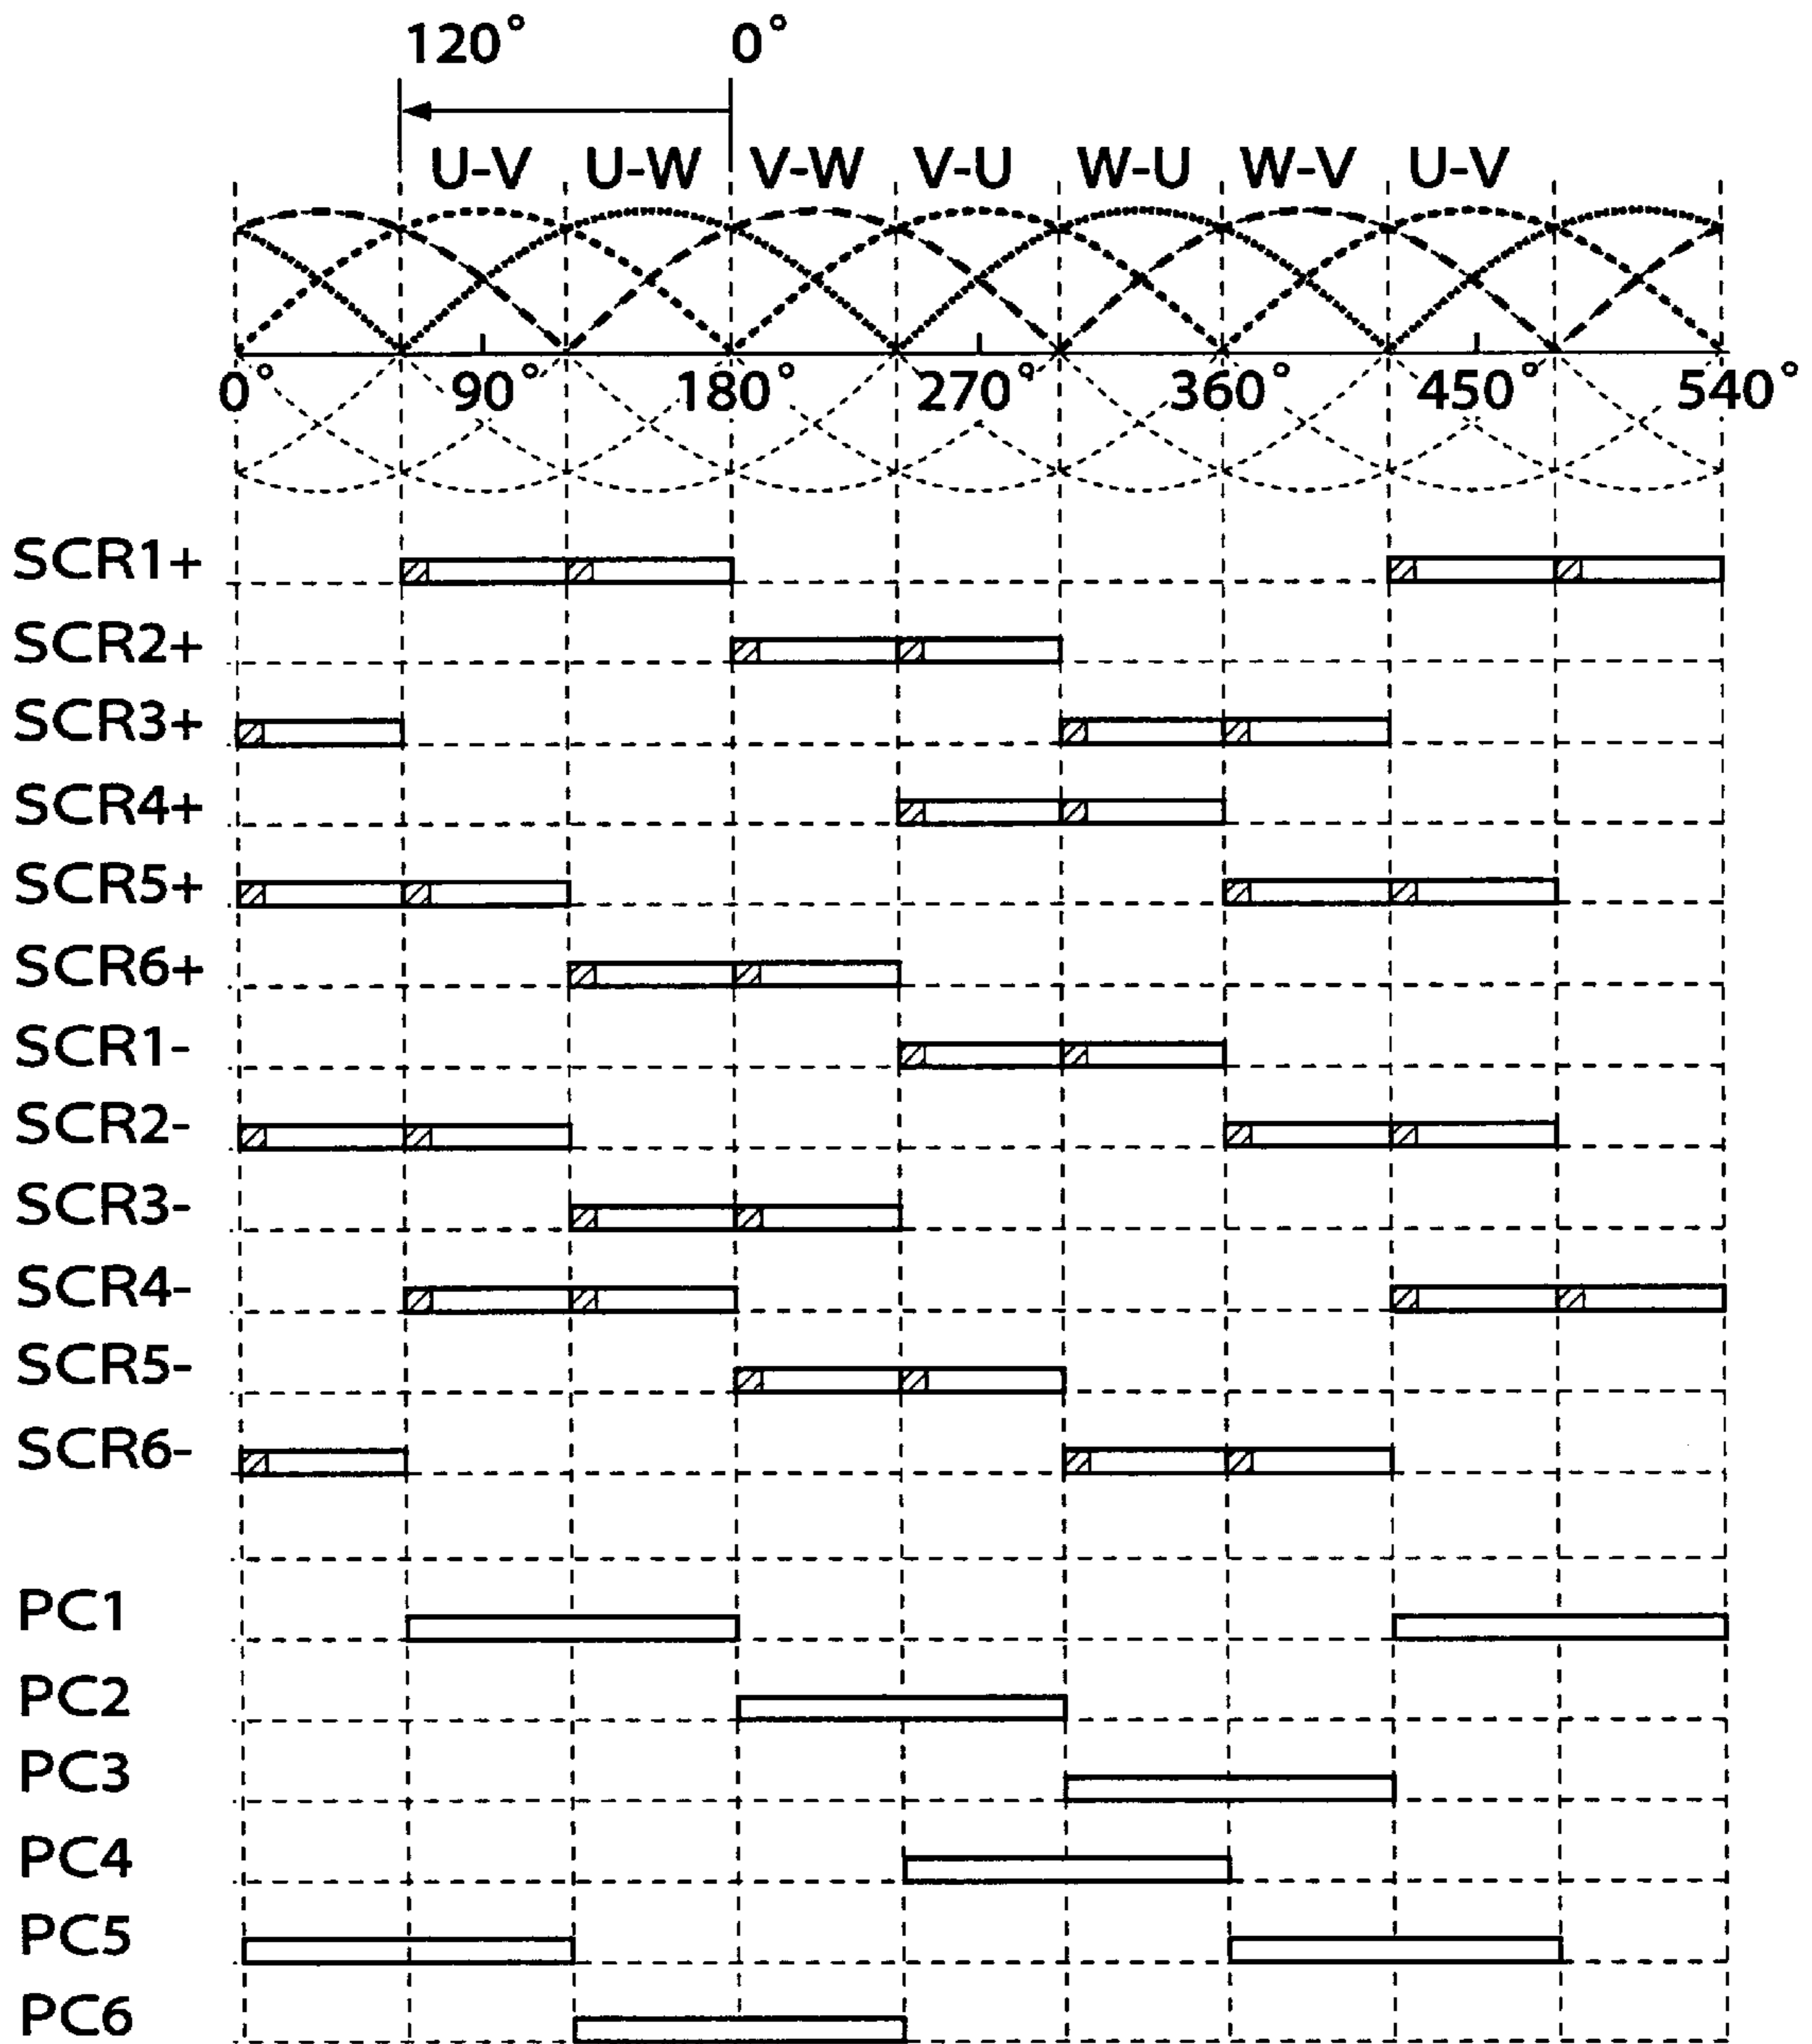 120° 0°
U-V U-W V-W V-U W-U W-V U-V
0° 90° 180° 270° 360° 450° 540°
SCR1+
SCR2+
SCR3+
SCR4+
SCR5+
SCR6+
SCR1-
SCR2-
SCR3-
SCR4-
SCR5-
SCR6-
PC1
PC2
PC3
PC4
PC5
PC6